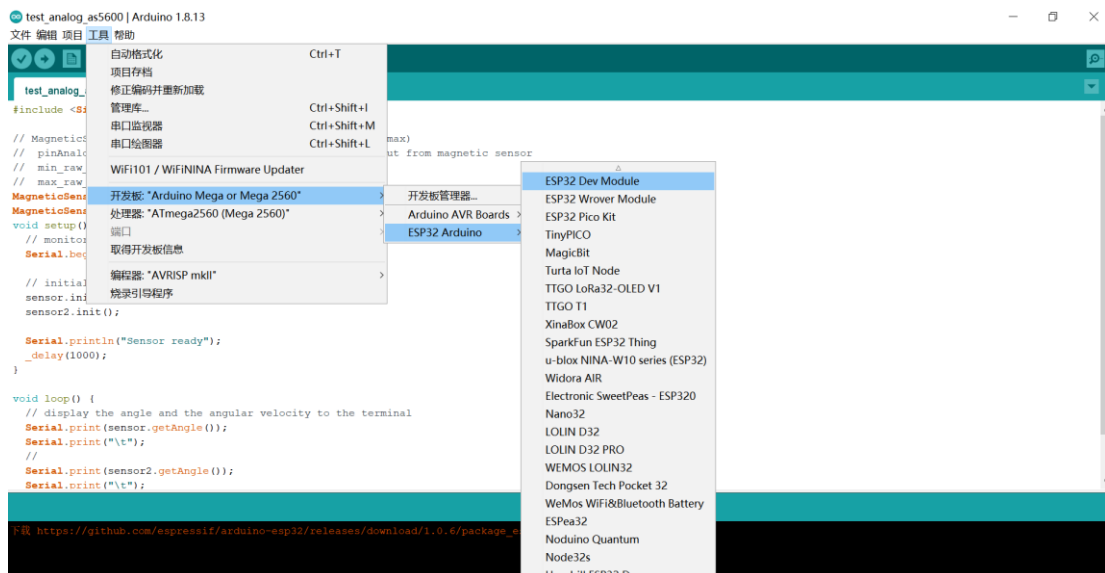 test_analog_as5600 | Arduino 1.8.13
文件 编辑 项目 工具 帮助
自动格式化 Ctrl+T
项目存档
修正编码并重新加载
管理库... Ctrl+Shift+I
串口监视器 Ctrl+Shift+M
串口绘图器 Ctrl+Shift+L
WiFi101 / WiFiNINA Firmware Updater
开发板: "Arduino Mega or Mega 2560"
处理器: "ATmega2560 (Mega 2560)"
端口
取得开发板信息
编程器: "AVRISP mkII"
烧录引导程序
开发板管理器...
Arduino AVR Boards
ESP32 Arduino
ESP32 Dev Module
ESP32 Wrover Module
ESP32 Pico Kit
TinyPICO
MagicBit
Turta IoT Node
TTGO LoRa32-OLED V1
TTGO T1
XinaBox CW02
SparkFun ESP32 Thing
u-blox NINA-W10 series (ESP32)
Widora AIR
Electronic SweetPeas - ESP320
Nano32
LOLIN D32
LOLIN D32 PRO
WEMOS LOLIN32
Dongsen Tech Pocket 32
WeMos WiFi&Bluetooth Battery
ESPea32
Noduino Quantum
Node32s
test_analog_
#include <Si
// MagneticS max)
// pinAnalo ut from magnetic sensor
// min_raw_
// max_raw_
MagneticSens
MagneticSens
void setup()
// monitor
Serial.beg
// initial
sensor.ini
sensor2.init();
Serial.println("Sensor ready");
_delay(1000);
}
void loop() {
// display the angle and the angular velocity to the terminal
Serial.print(sensor.getAngle());
Serial.print("\t");
//
Serial.print(sensor2.getAngle());
Serial.print("\t");
下载 https://github.com/espressif/arduino-esp32/releases/download/1.0.6/package_e